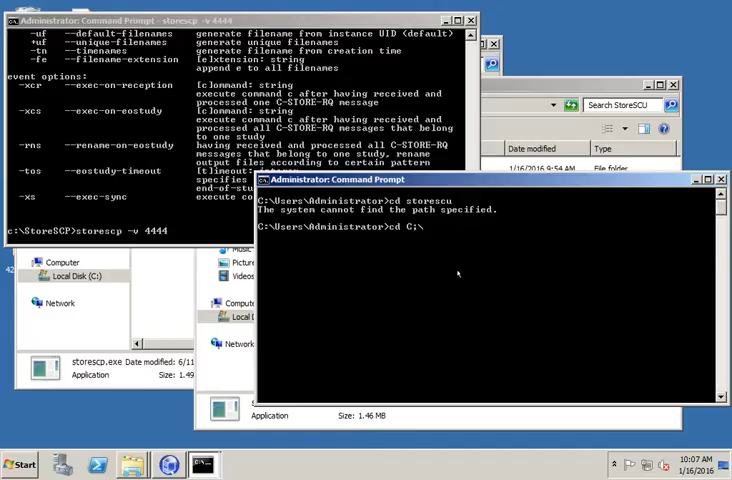 Administrator: Command Prompt - storescp -v 4444
-uf --default-filenames generate filename from instance UID (default)
+uf --unique-filenames generate unique filenames
-tn --timenames generate filename from creation time
-fe --filename-extension [e]xtension: string
append e to all filenames
event options:
-xcr --exec-on-reception [c]ommand: string
execute command c after having received and
processed one C-STORE-RQ message
-xcs --exec-on-eostudy [c]ommand: string
execute command c after having received and
processed all C-STORE-RQ messages that belong
to one study
-rns --rename-on-eostudy having received and processed all C-STORE-RQ
messages that belong to one study, rename
output files according to certain pattern
-tos --eostudy-timeout [t]imeout:
specifies
end-of-stu
-xs --exec-sync execute co
c:\StoreSCP>storescp -v 4444
Search StoreSCU
Date modified Type
1/16/2016 9:54 AM File folder
Administrator: Command Prompt
C:\Users\Administrator>cd storescu
The system cannot find the path specified.
C:\Users\Administrator>cd C;\
Computer
Local Disk (C:)
Network
storescp.exe Date modified: 6/11
Application Size: 1.49
Music
Picture
Videos
Compute
Local D
Network
Application Size: 1.46 MB
42
Start
10:07 AM
1/16/2016